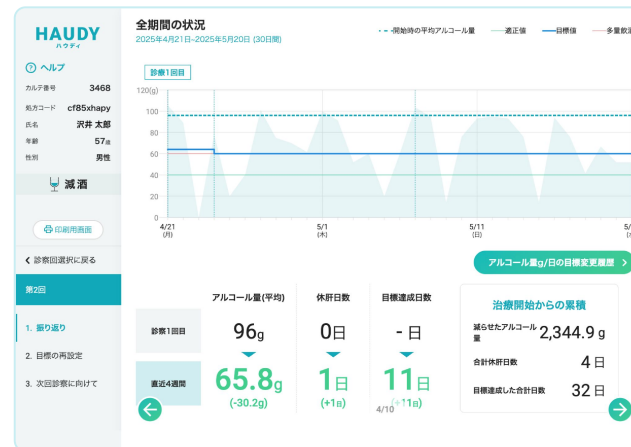 HAUDY
ハウディ
ヘルプ
カルテ番号 3468
処方コード cf85xhapy
氏名 沢井 太郎
年齢 57歳
性別 男性
減酒
印刷用画面
診察回選択に戻る
第2回
1. 振り返り
2. 目標の再設定
3. 次回診察に向けて
全期間の状況
2025年4月21日~2025年5月20日 (30日間)
開始時の平均アルコール量 適正値 目標値 多量飲
診察1回目
120(g)
100
80
60
40
20
0
4/21 5/1 5/11 5/
(月) (木) (日)
アルコール量g/日の目標変更履歴
アルコール量(平均) 休肝日数 目標達成日数
診察1回目 96g 0日 - 日
直近4週間 65.8g 1日 11日
(-30.2g) (+1日) (+11日)
4/10
治療開始からの累積
減らせたアルコール量 2,344.9 g
合計休肝日数 4 日
目標達成した合計日数 32 日